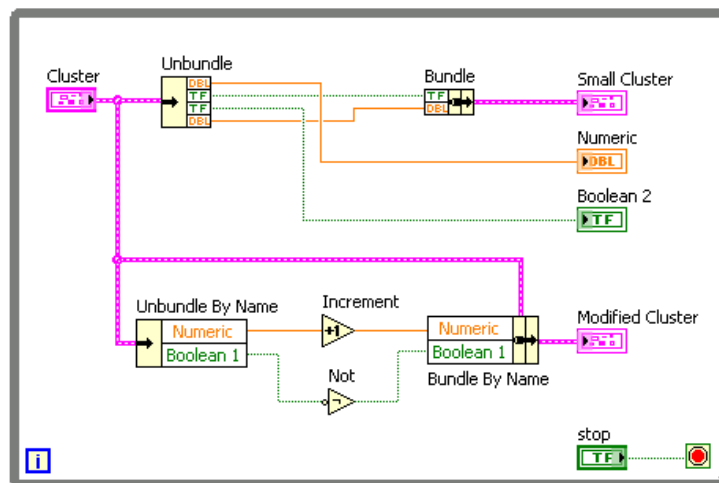 Unbundle
Cluster
DBL
TF
TF
DBL
Bundle
TF
DBL
Small Cluster
Numeric
DBL
Boolean 2
TF
Unbundle By Name
Numeric
Boolean 1
Increment
+1
Not
Numeric
Boolean 1
Bundle By Name
Modified Cluster
stop
TF
i